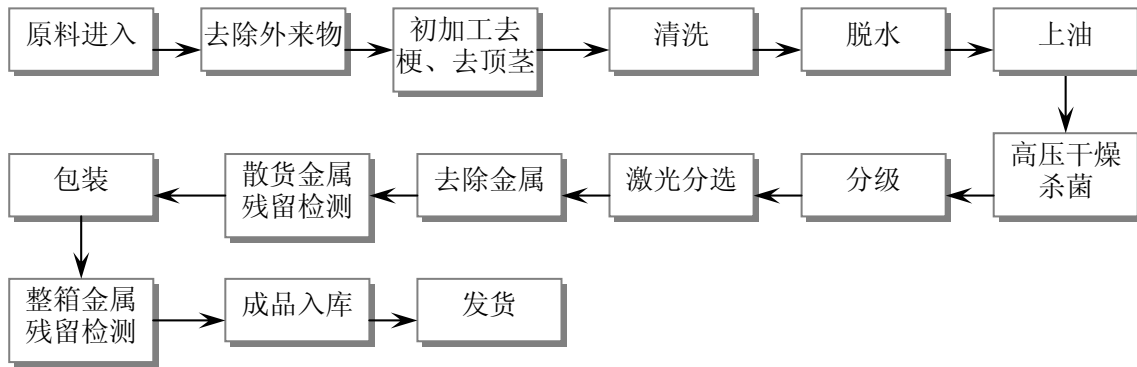 原料进入
去除外来物
初加工去
梗、去顶茎
清洗
脱水
上油
高压干燥
杀菌
分级
激光分选
去除金属
散货金属
残留检测
包装
整箱金属
残留检测
成品入库
发货